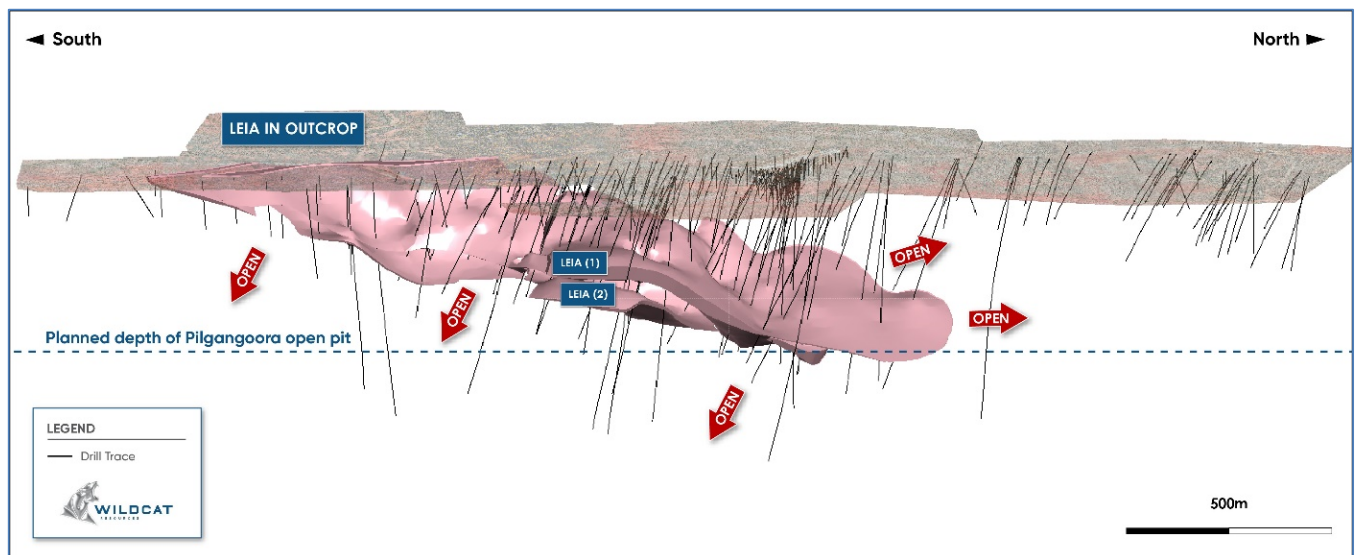 South
North
LEIA IN OUTCROP
LEIA (1)
LEIA (2)
OPEN
OPEN
OPEN
OPEN
OPEN
Planned depth of Pilgangoora open pit
LEGEND
Drill Trace
WILDCAT
RESOURCES
500m